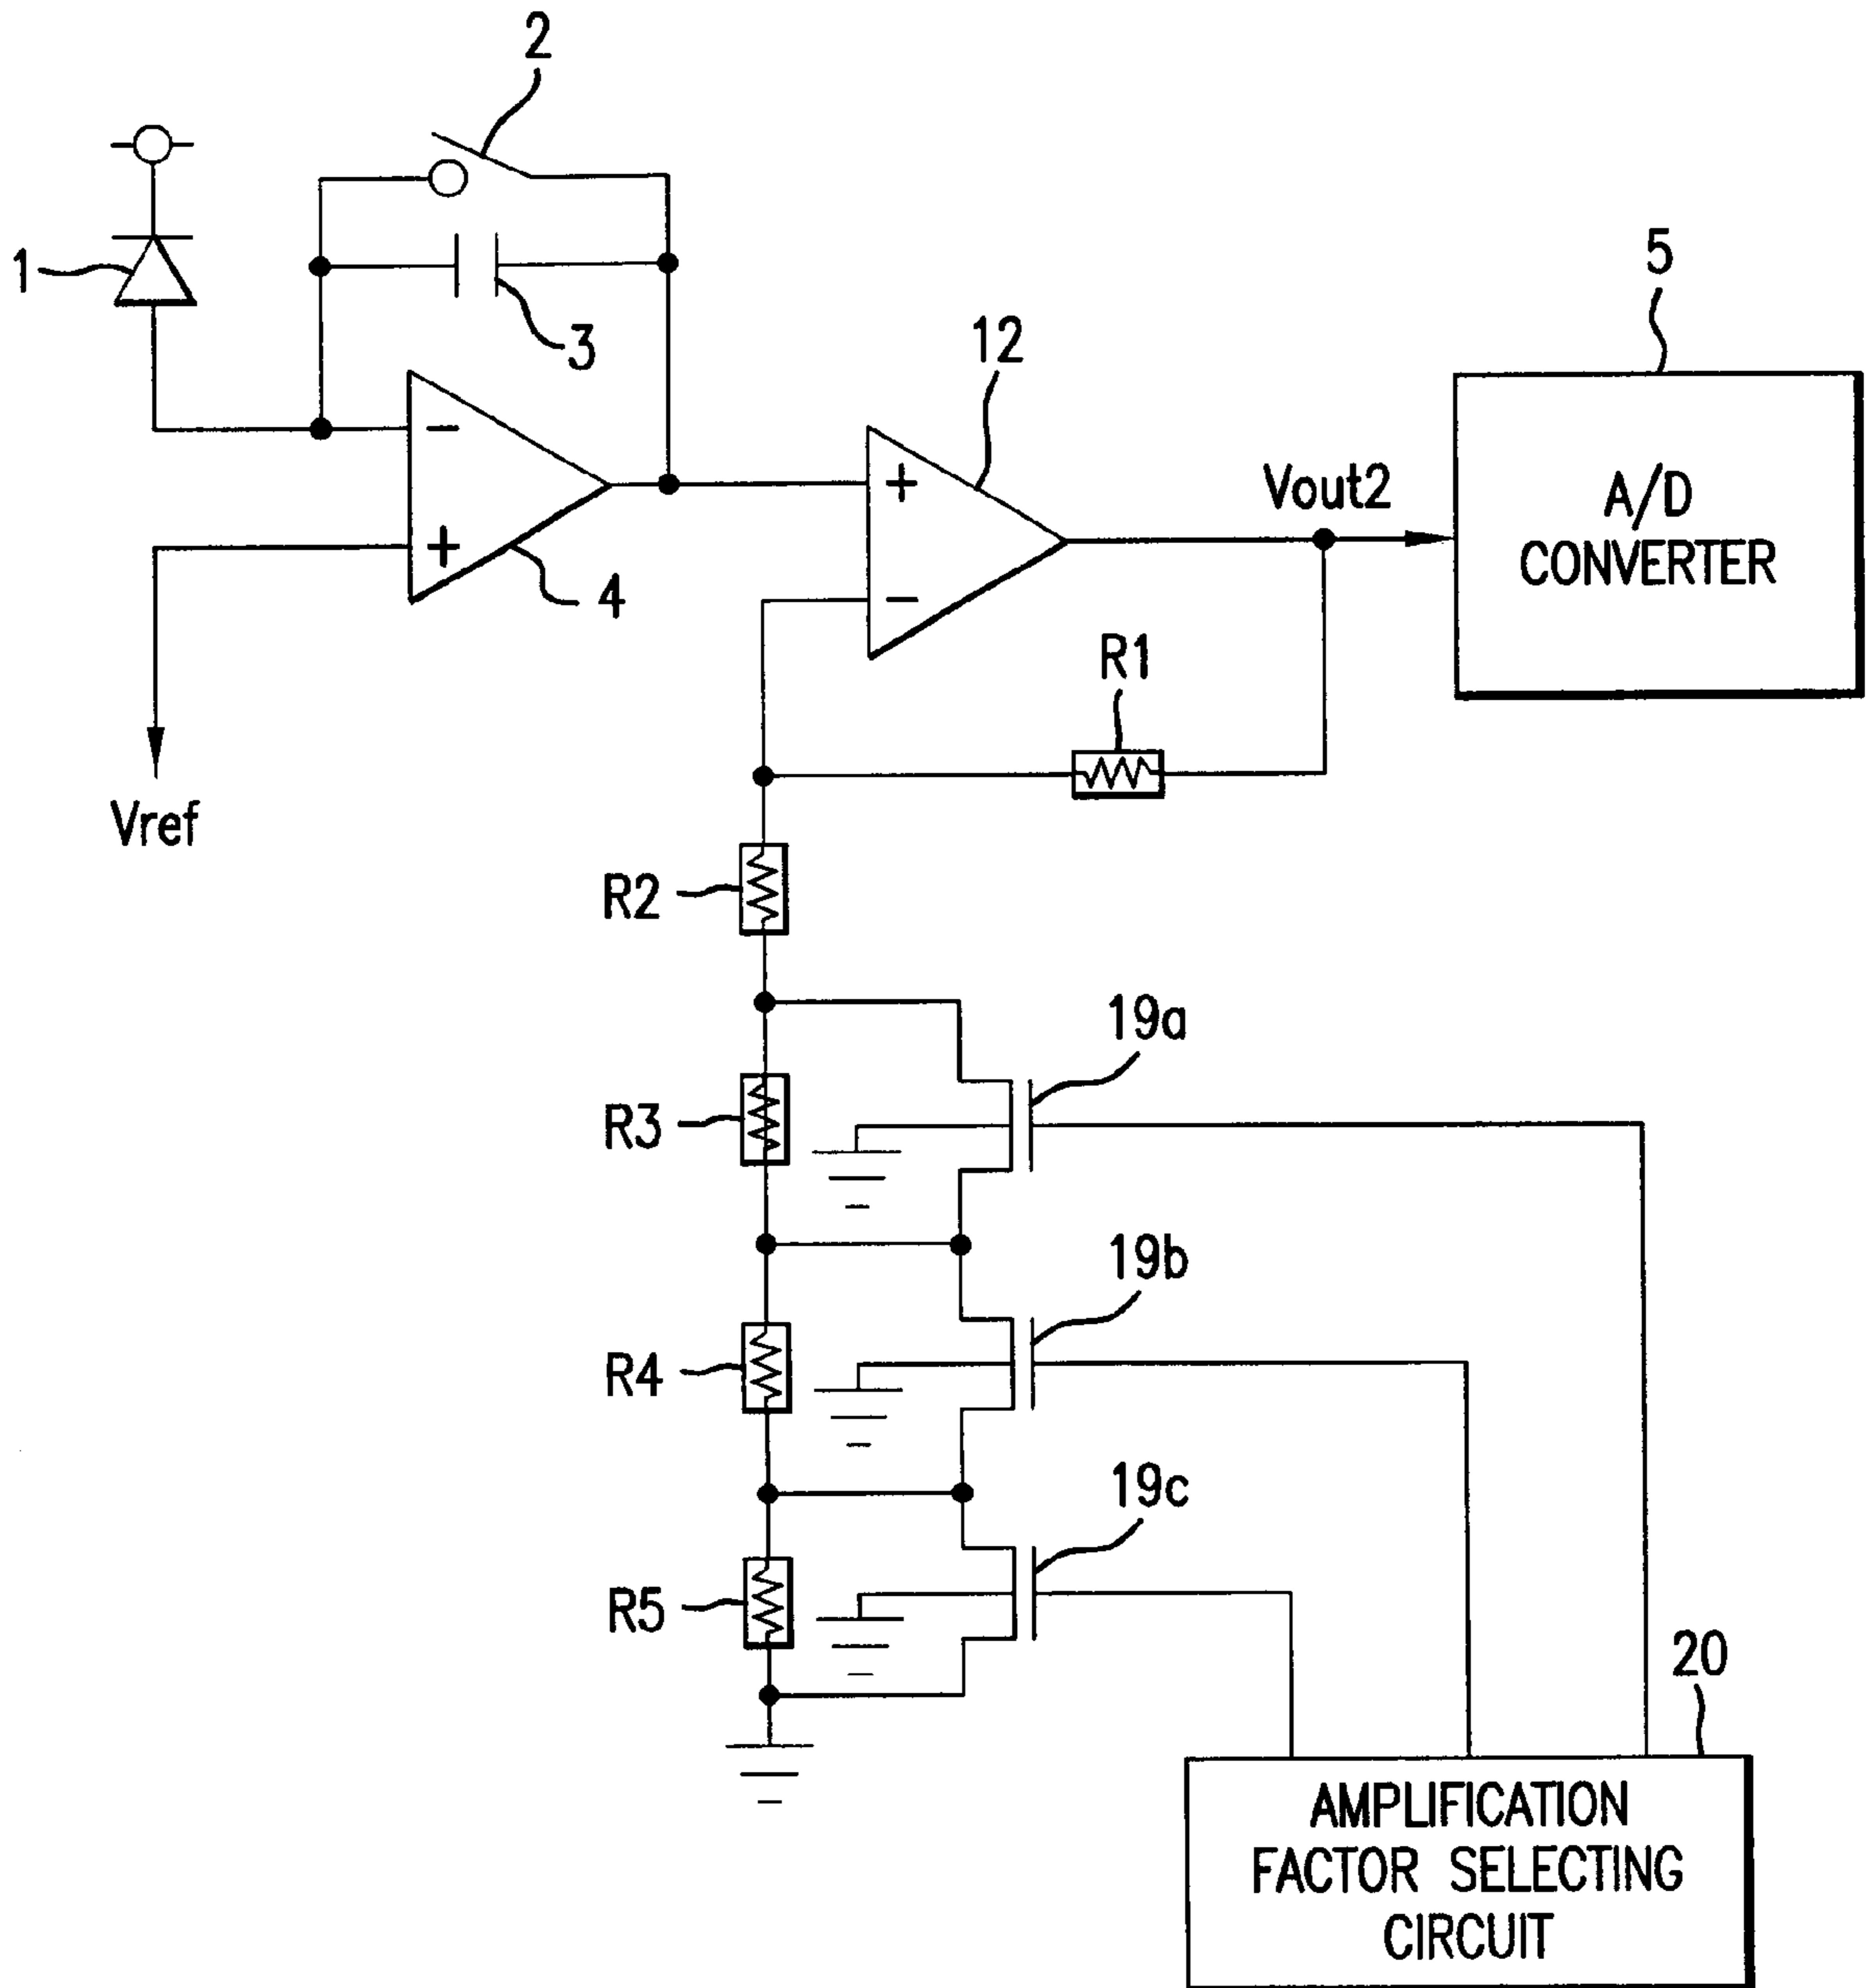 2
1
3
5
12
Vout2
A/D
CONVERTER
-
+
+
-
4
R1
Vref
R2
19a
R3
19b
R4
19c
R5
20
AMPLIFICATION
FACTOR SELECTING
CIRCUIT